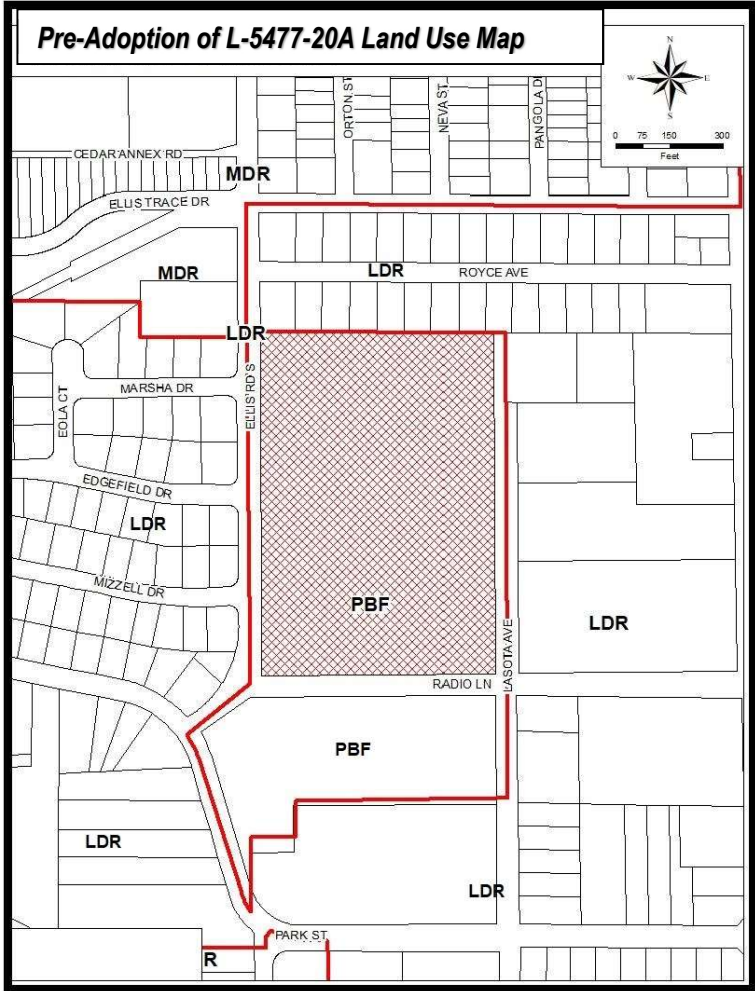 Pre-Adoption of L-5477-20A Land Use Map
N
W E
S
0 75 150 300
Feet
ORTON ST
NEVA ST
CEDAR ANNEX RD
MDR
ELLIS TRACE DR
MDR
LDR
ROYCE AVE
LDR
ELLIS RD S
MARSHA DR
EOLA CT
EDGEFIELD DR
LDR
MIZZELL DR
PBF
LDR
LASOTA AVE
RADIO LN
PBF
LDR
LDR
PARK ST
R